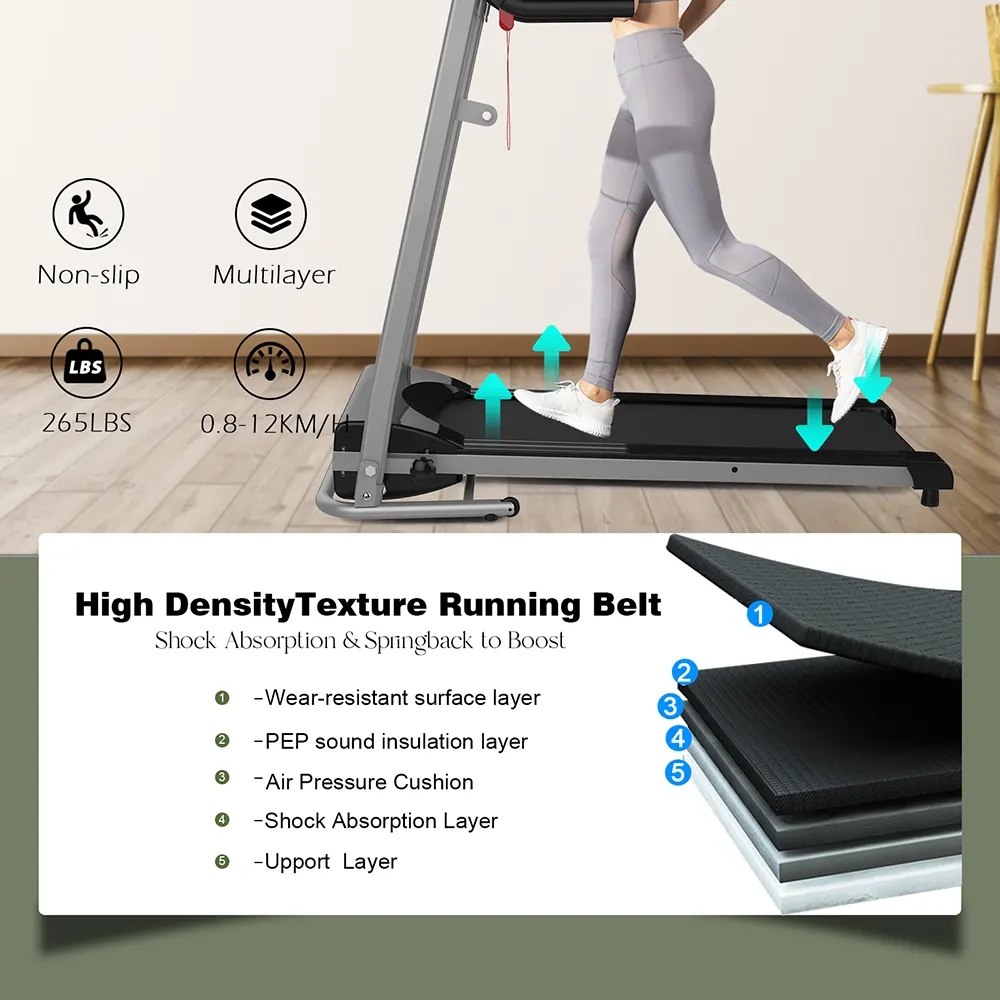 Non-slip
Multilayer
LBS
265LBS
0.8-12KM/H
High DensityTexture Running Belt
Shock Absorption & Springback to Boost
1 -Wear-resistant surface layer
2 -PEP sound insulation layer
3 -Air Pressure Cushion
4 -Shock Absorption Layer
5 -Upport Layer
1
2
3
4
5